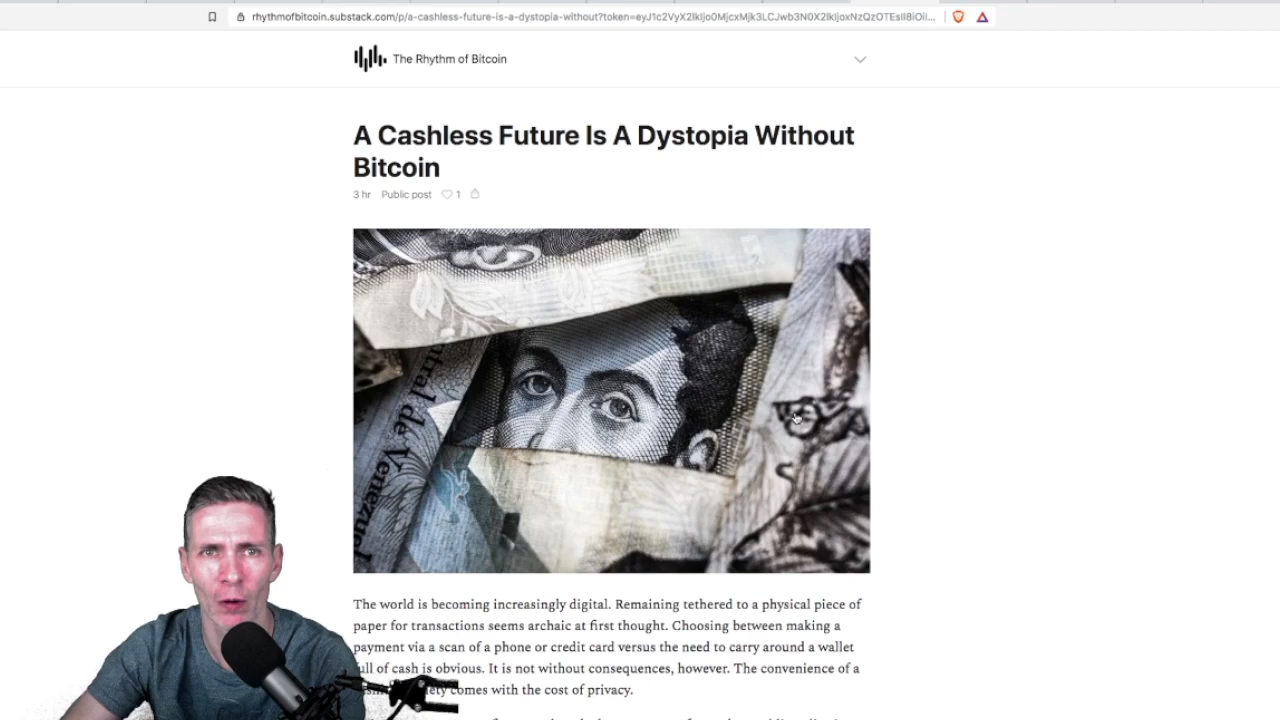 rhythmofbitcoin.substack.com/p/a-cashless-future-is-a-dystopia-without?token=
The Rhythm of Bitcoin
A Cashless Future Is A Dystopia Without
Bitcoin
3 hr Public post 1
ntral de Venezuel
The world is becoming increasingly digital. Remaining tethered to a physical piece of
paper for transactions seems archaic at first thought. Choosing between making a
payment via a scan of a phone or credit card versus the need to carry around a wallet
full of cash is obvious. It is not without consequences, however. The convenience of a
comes with the cost of privacy.